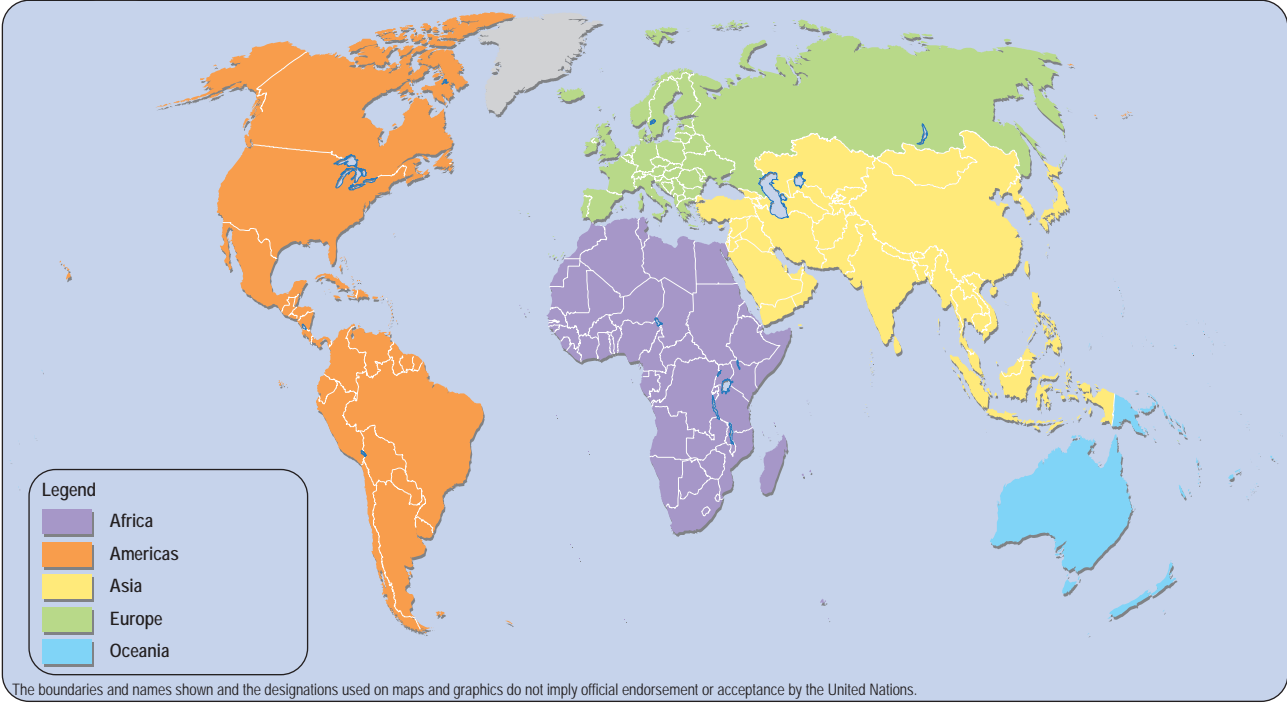 Legend
Africa
Americas
Asia
Europe
Oceania
The boundaries and names shown and the designations used on maps and graphics do not imply official endorsement or acceptance by the United Nations.